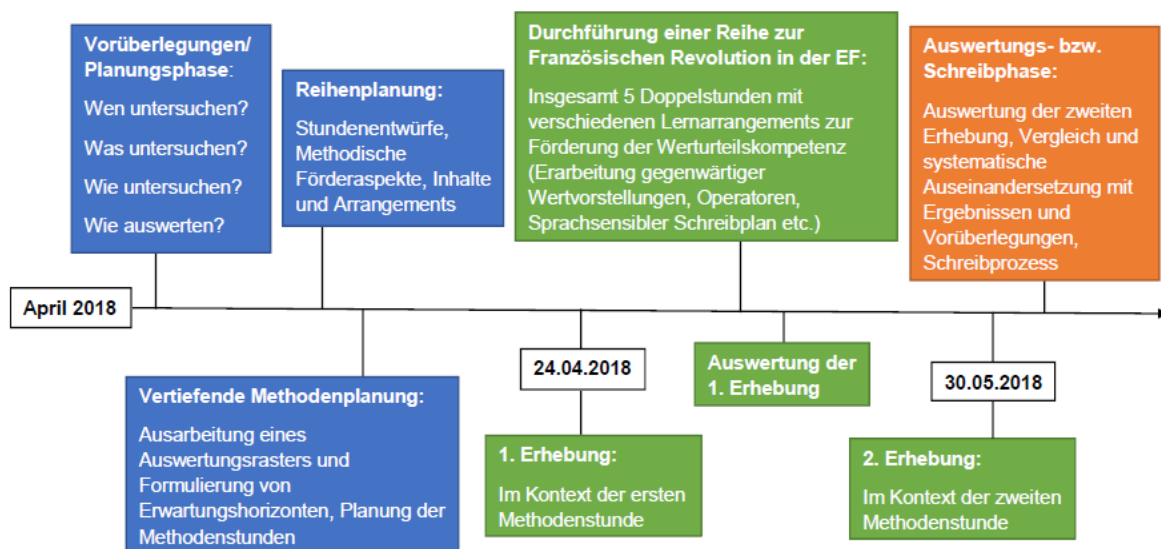 Vorüberlegungen/
Planungsphase:
Wen untersuchen?
Was untersuchen?
Wie untersuchen?
Wie auswerten?
Reihenplanung:
Stundenentwürfe,
Methodische
Förderaspekte, Inhalte
und Arrangements
Durchführung einer Reihe zur
Französischen Revolution in der EF:
Insgesamt 5 Doppelstunden mit
verschiedenen Lernarrangements zur
Förderung der Werturteilskompetenz
(Erarbeitung gegenwärtiger
Wertvorstellungen, Operatoren,
Sprachsensibler Schreibplan etc.)
Auswertungs- bzw.
Schreibphase:
Auswertung der zweiten
Erhebung, Vergleich und
systematische
Auseinandersetzung mit
Ergebnissen und
Vorüberlegungen,
Schreibprozess
April 2018
Vertiefende Methodenplanung:
Ausarbeitung eines
Auswertungsrasters und
Formulierung von
Erwartungshorizonten, Planung der
Methodenstunden
24.04.2018
1. Erhebung:
Im Kontext der ersten
Methodenstunde
Auswertung der
1. Erhebung
30.05.2018
2. Erhebung:
Im Kontext der zweiten
Methodenstunde